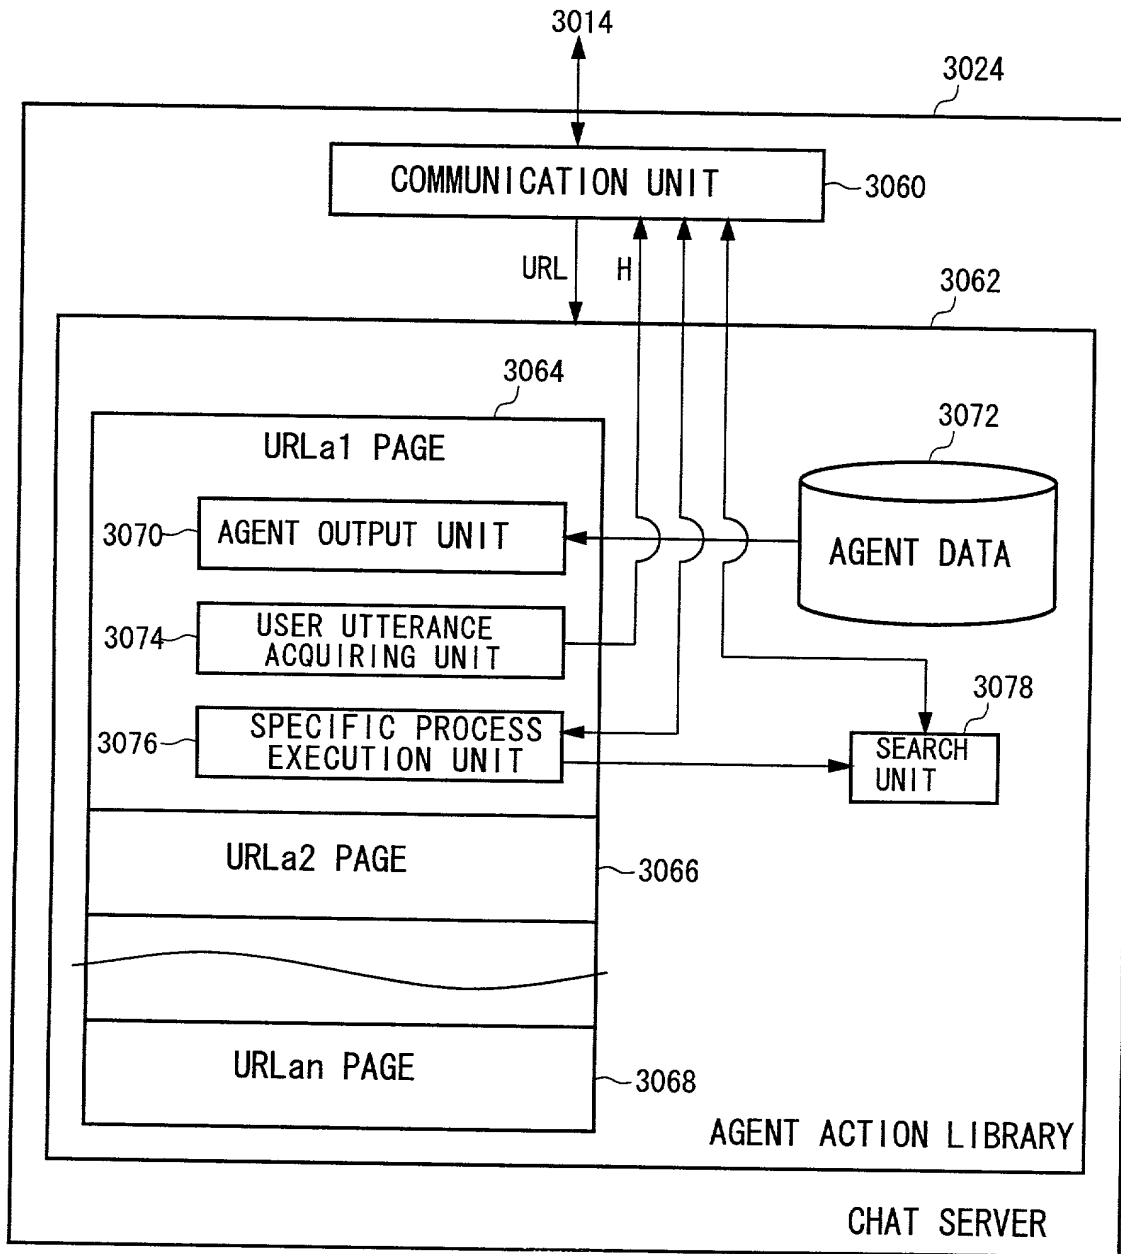 3014
3024
COMMUNICATION UNIT
3060
URL
H
3062
3064
URLa1 PAGE
3072
3070
AGENT OUTPUT UNIT
AGENT DATA
3074
USER UTTERANCE
ACQUIRING UNIT
3078
3076
SPECIFIC PROCESS
EXECUTION UNIT
SEARCH
UNIT
URLa2 PAGE
3066
URLan PAGE
3068
AGENT ACTION LIBRARY
CHAT SERVER